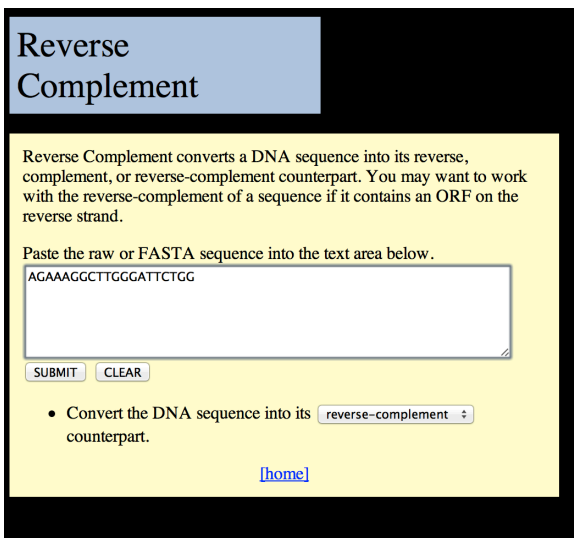 Reverse
Complement
Reverse Complement converts a DNA sequence into its reverse,
complement, or reverse-complement counterpart. You may want to work
with the reverse-complement of a sequence if it contains an ORF on the
reverse strand.
Paste the raw or FASTA sequence into the text area below.
AGAAAGGCTTGGGATTCTGG
SUBMIT CLEAR
• Convert the DNA sequence into its reverse-complement
counterpart.
[home]